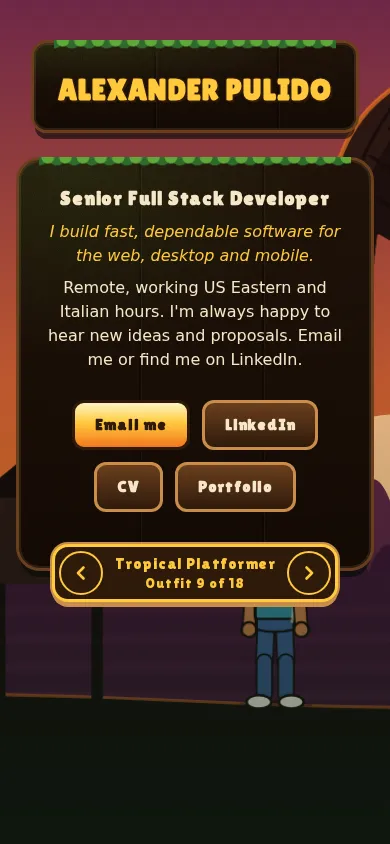 ALEXANDER PULIDO
Senior Full Stack Developer
I build fast, dependable software for
the web, desktop and mobile.
Remote, working US Eastern and
Italian hours. I'm always happy to
hear new ideas and proposals. Email
me or find me on LinkedIn.
Email me
LinkedIn
CV
Portfolio
Tropical Platformer
Outfit 9 of 18